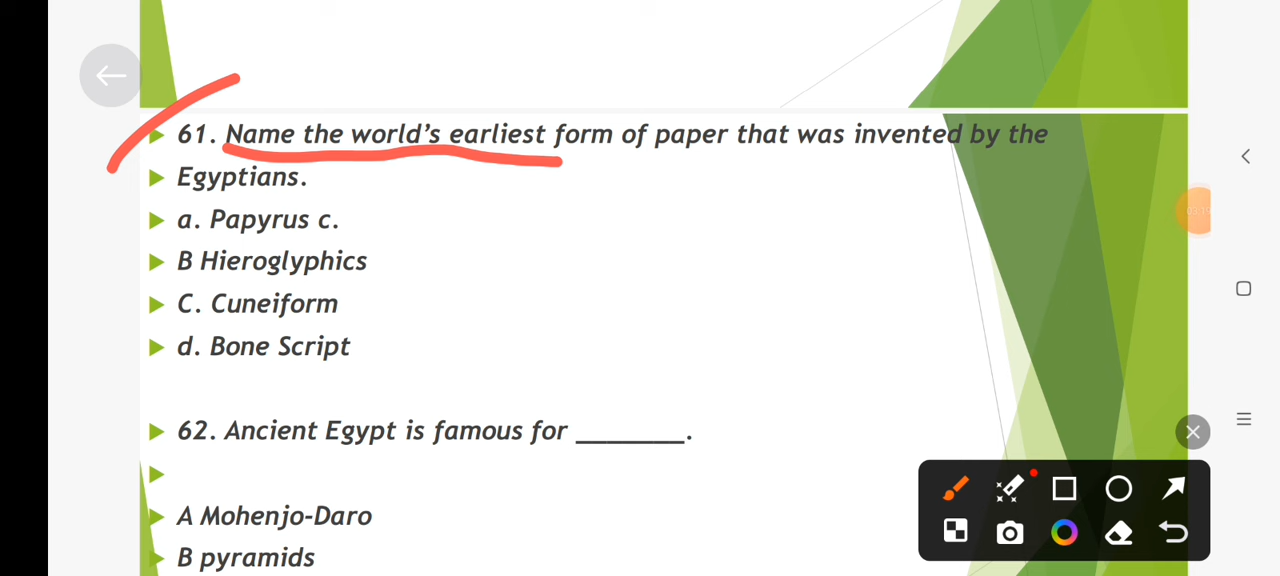 61. Name the world's earliest form of paper that was invented by the
Egyptians.
a. Papyrus c.
B Hieroglyphics
C. Cuneiform
d. Bone Script
62. Ancient Egypt is famous for ________.
A Mohenjo-Daro
B pyramids